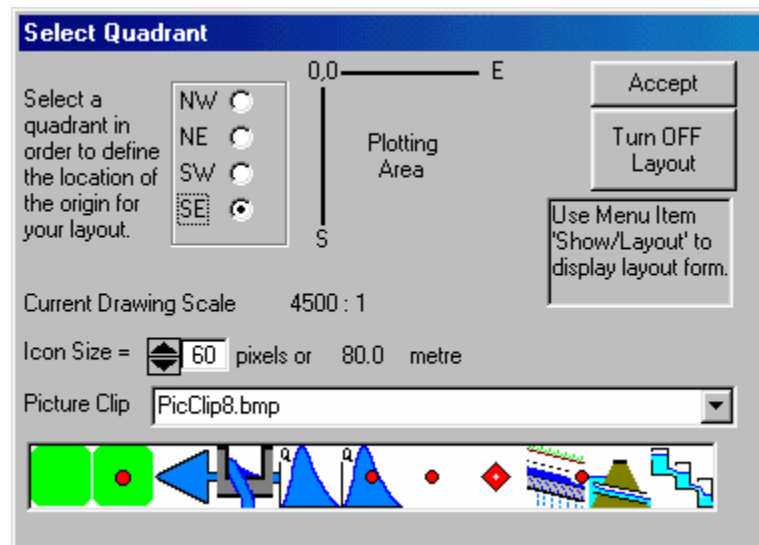 Select Quadrant
Select a
quadrant in
order to define
the location of
the origin for
your layout.
NW
NE
SW
SE
0,0
E
S
Plotting
Area
Accept
Turn OFF
Layout
Use Menu Item
'Show/Layout' to
display layout form.
Current Drawing Scale 4500 : 1
Icon Size = 60 pixels or 80.0 metre
Picture Clip PicClip8.bmp
Q
Q